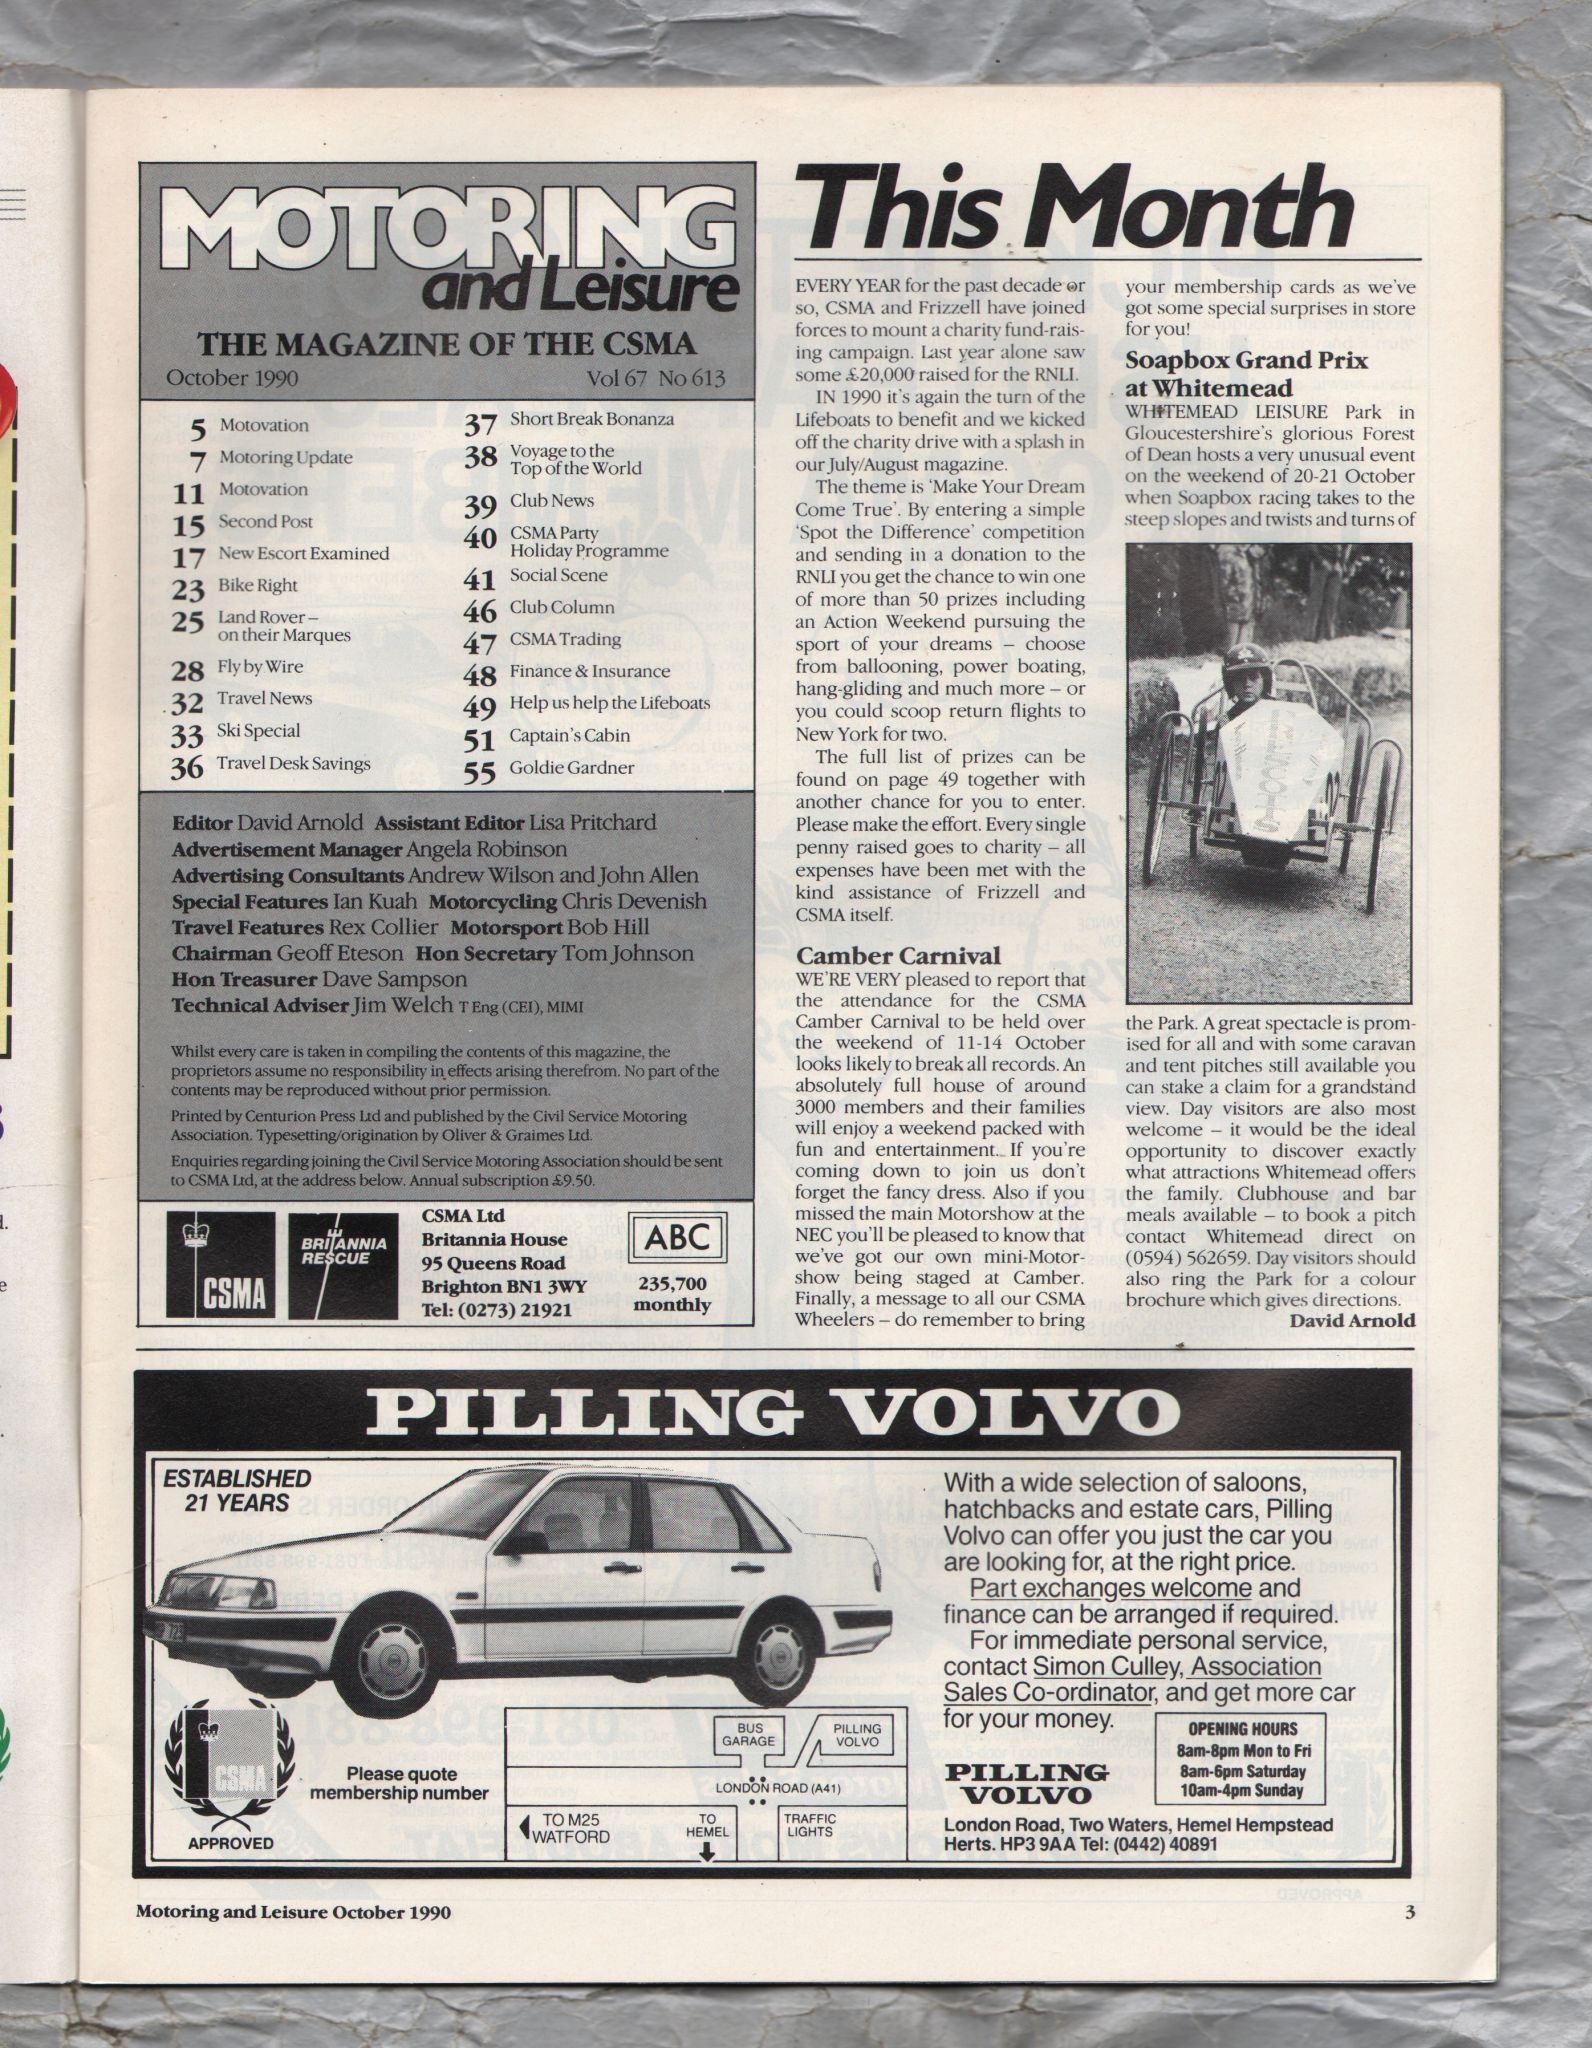 MOTORING
and Leisure
THE MAGAZINE OF THE CSMA
October 1990 Vol 67 No 613
5 Motovation
7 Motoring Update
11 Motovation
15 Second Post
17 New Escort Examined
23 Bike Right
25 Land Rover –
on their Marques
28 Fly by Wire
32 Travel News
33 Ski Special
36 Travel Desk Savings
37 Short Break Bonanza
38 Voyage to the
Top of the World
39 Club News
40 CSMA Party
Holiday Programme
41 Social Scene
46 Club Column
47 CSMA Trading
48 Finance & Insurance
49 Help us help the Lifeboats
51 Captain's Cabin
55 Goldie Gardner
Editor David Arnold Assistant Editor Lisa Pritchard
Advertisement Manager Angela Robinson
Advertising Consultants Andrew Wilson and John Allen
Special Features Ian Kuah Motorcycling Chris Devenish
Travel Features Rex Collier Motorsport Bob Hill
Chairman Geoff Eteson Hon Secretary Tom Johnson
Hon Treasurer Dave Sampson
Technical Adviser Jim Welch T Eng (CEI), MIMI
Whilst every care is taken in compiling the contents of this magazine, the
proprietors assume no responsibility in effects arising therefrom. No part of the
contents may be reproduced without prior permission.
Printed by Centurion Press Ltd and published by the Civil Service Motoring
Association. Typesetting/origination by Oliver & Graimes Ltd.
Enquiries regarding joining the Civil Service Motoring Association should be sent
to CSMA Ltd, at the address below. Annual subscription £9.50.
CSMA
BRITANNIA
RESCUE
CSMA Ltd
Britannia House
95 Queens Road
Brighton BN1 3WY
Tel: (0273) 21921
ABC
235,700
monthly
This Month
EVERY YEAR for the past decade or
so, CSMA and Frizzell have joined
forces to mount a charity fund-rais-
ing campaign. Last year alone saw
some £20,000 raised for the RNLI.
IN 1990 it's again the turn of the
Lifeboats to benefit and we kicked
off the charity drive with a splash in
our July/August magazine.
The theme is 'Make Your Dream
Come True'. By entering a simple
'Spot the Difference' competition
and sending in a donation to the
RNLI you get the chance to win one
of more than 50 prizes including
an Action Weekend pursuing the
sport of your dreams – choose
from ballooning, power boating,
hang-gliding and much more – or
you could scoop return flights to
New York for two.
The full list of prizes can be
found on page 49 together with
another chance for you to enter.
Please make the effort. Every single
penny raised goes to charity – all
expenses have been met with the
kind assistance of Frizzell and
CSMA itself.
Camber Carnival
WE'RE VERY pleased to report that
the attendance for the CSMA
Camber Carnival to be held over
the weekend of 11-14 October
looks likely to break all records. An
absolutely full house of around
3000 members and their families
will enjoy a weekend packed with
fun and entertainment. If you're
coming down to join us don't
forget the fancy dress. Also if you
missed the main Motorshow at the
NEC you'll be pleased to know that
we've got our own mini-Motor-
show being staged at Camber.
Finally, a message to all our CSMA
Wheelers – do remember to bring
your membership cards as we've
got some special surprises in store
for you!
Soapbox Grand Prix
at Whitemead
WHITEMEAD LEISURE Park in
Gloucestershire's glorious Forest
of Dean hosts a very unusual event
on the weekend of 20-21 October
when Soapbox racing takes to the
steep slopes and twists and turns of
the Park. A great spectacle is prom-
ised for all and with some caravan
and tent pitches still available you
can stake a claim for a grandstand
view. Day visitors are also most
welcome – it would be the ideal
opportunity to discover exactly
what attractions Whitemead offers
the family. Clubhouse and bar
meals available – to book a pitch
contact Whitemead direct on
(0594) 562659. Day visitors should
also ring the Park for a colour
brochure which gives directions.
David Arnold
PILLING VOLVO
ESTABLISHED
21 YEARS
With a wide selection of saloons,
hatchbacks and estate cars, Pilling
Volvo can offer you just the car you
are looking for, at the right price.
Part exchanges welcome and
finance can be arranged if required.
For immediate personal service,
contact Simon Culley, Association
Sales Co-ordinator, and get more car
for your money.
OPENING HOURS
8am-8pm Mon to Fri
8am-6pm Saturday
10am-4pm Sunday
PILLING
VOLVO
London Road, Two Waters, Hemel Hempstead
Herts. HP3 9AA Tel: (0442) 40891
CSMA
APPROVED
Please quote
membership number
BUS
GARAGE
PILLING
VOLVO
LONDON ROAD (A41)
TO M25
WATFORD
TO
HEMEL
TRAFFIC
LIGHTS
Motoring and Leisure October 1990 3